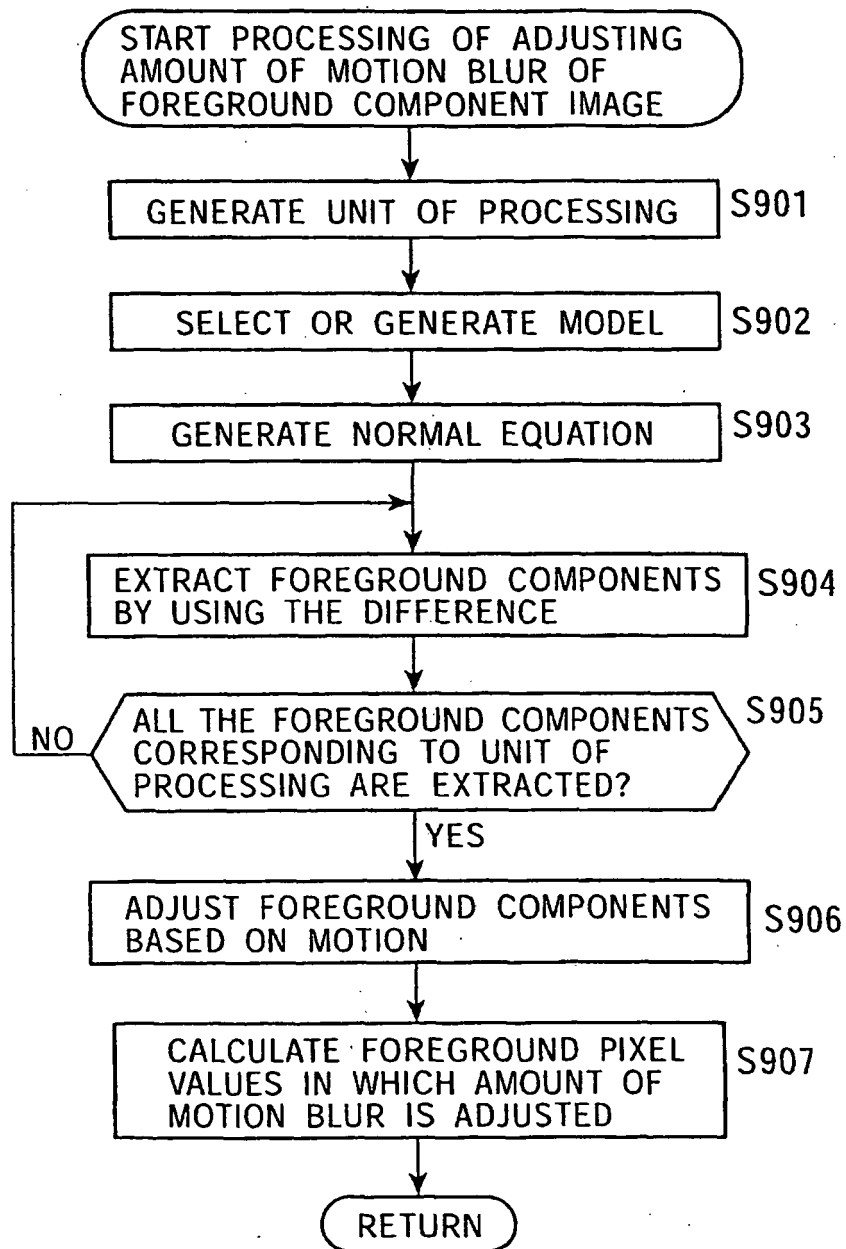 START PROCESSING OF ADJUSTING
AMOUNT OF MOTION BLUR OF
FOREGROUND COMPONENT IMAGE
GENERATE UNIT OF PROCESSING
S901
SELECT OR GENERATE MODEL
S902
GENERATE NORMAL EQUATION
S903
EXTRACT FOREGROUND COMPONENTS
BY USING THE DIFFERENCE
S904
ALL THE FOREGROUND COMPONENTS
CORRESPONDING TO UNIT OF
PROCESSING ARE EXTRACTED?
S905
NO
YES
ADJUST FOREGROUND COMPONENTS
BASED ON MOTION
S906
CALCULATE FOREGROUND PIXEL
VALUES IN WHICH AMOUNT OF
MOTION BLUR IS ADJUSTED
S907
RETURN